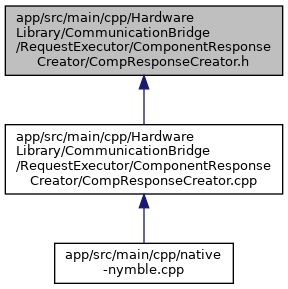 app/src/main/cpp/Hardware
Library/CommunicationBridge
/RequestExecutor/ComponentResponse
Creator/CompResponseCreator.h
app/src/main/cpp/Hardware
Library/CommunicationBridge
/RequestExecutor/ComponentResponse
Creator/CompResponseCreator.cpp
app/src/main/cpp/native
-nymble.cpp